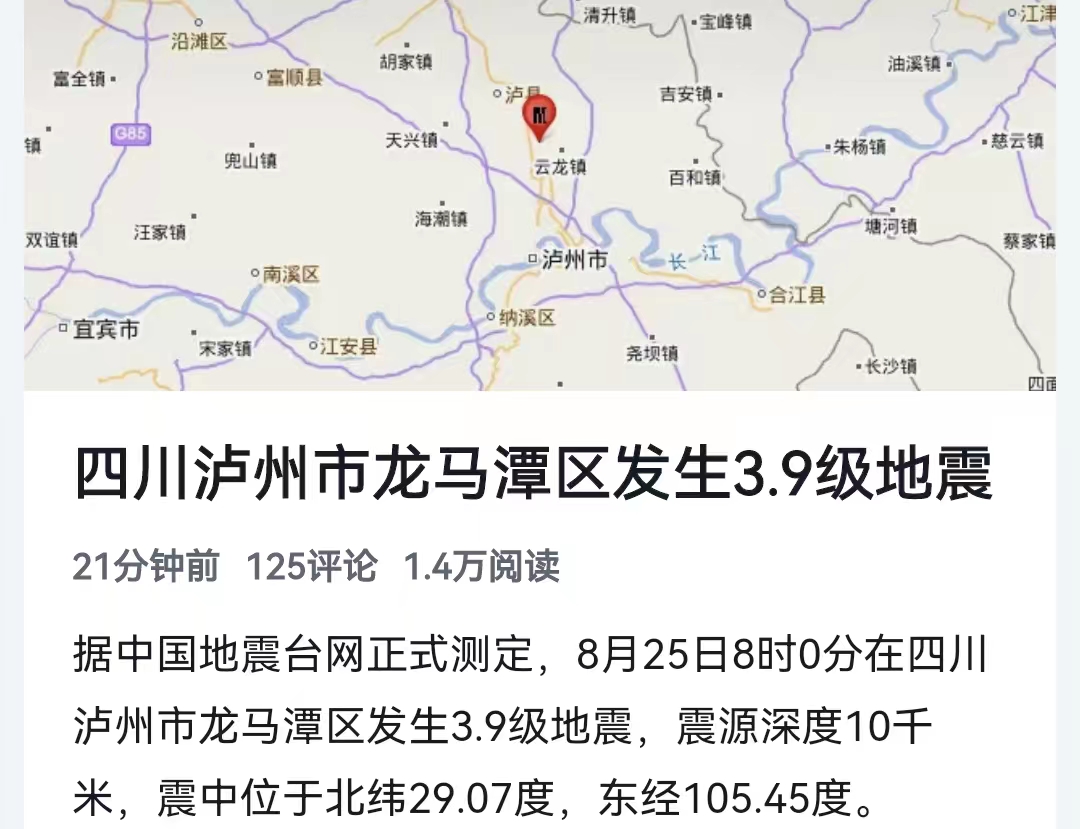 清升镇
宝峰镇
江津
沿滩区
胡家镇
油溪镇
富全镇
富顺县
泸县
吉安镇
G85
天兴镇
镇
兜山镇
云龙镇
朱杨镇
慈云镇
百和镇
海潮镇
塘河镇
双谊镇
汪家镇
蔡家镇
泸州市
长江
南溪区
合江县
纳溪区
宜宾市
宋家镇
江安县
尧坝镇
长沙镇
四面
四川泸州市龙马潭区发生3.9级地震
21分钟前 125评论 1.4万阅读
据中国地震台网正式测定，8月25日8时0分在四川
泸州市龙马潭区发生3.9级地震，震源深度10千
米，震中位于北纬29.07度，东经105.45度。